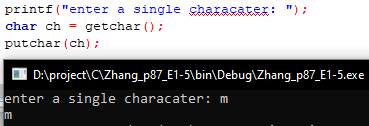 printf("enter a single characater: ");
char ch = getchar();
putchar(ch);
D:\project\C\Zhang_p87_E1-5\bin\Debug\Zhang_p87_E1-5.exe
enter a single characater: m
m